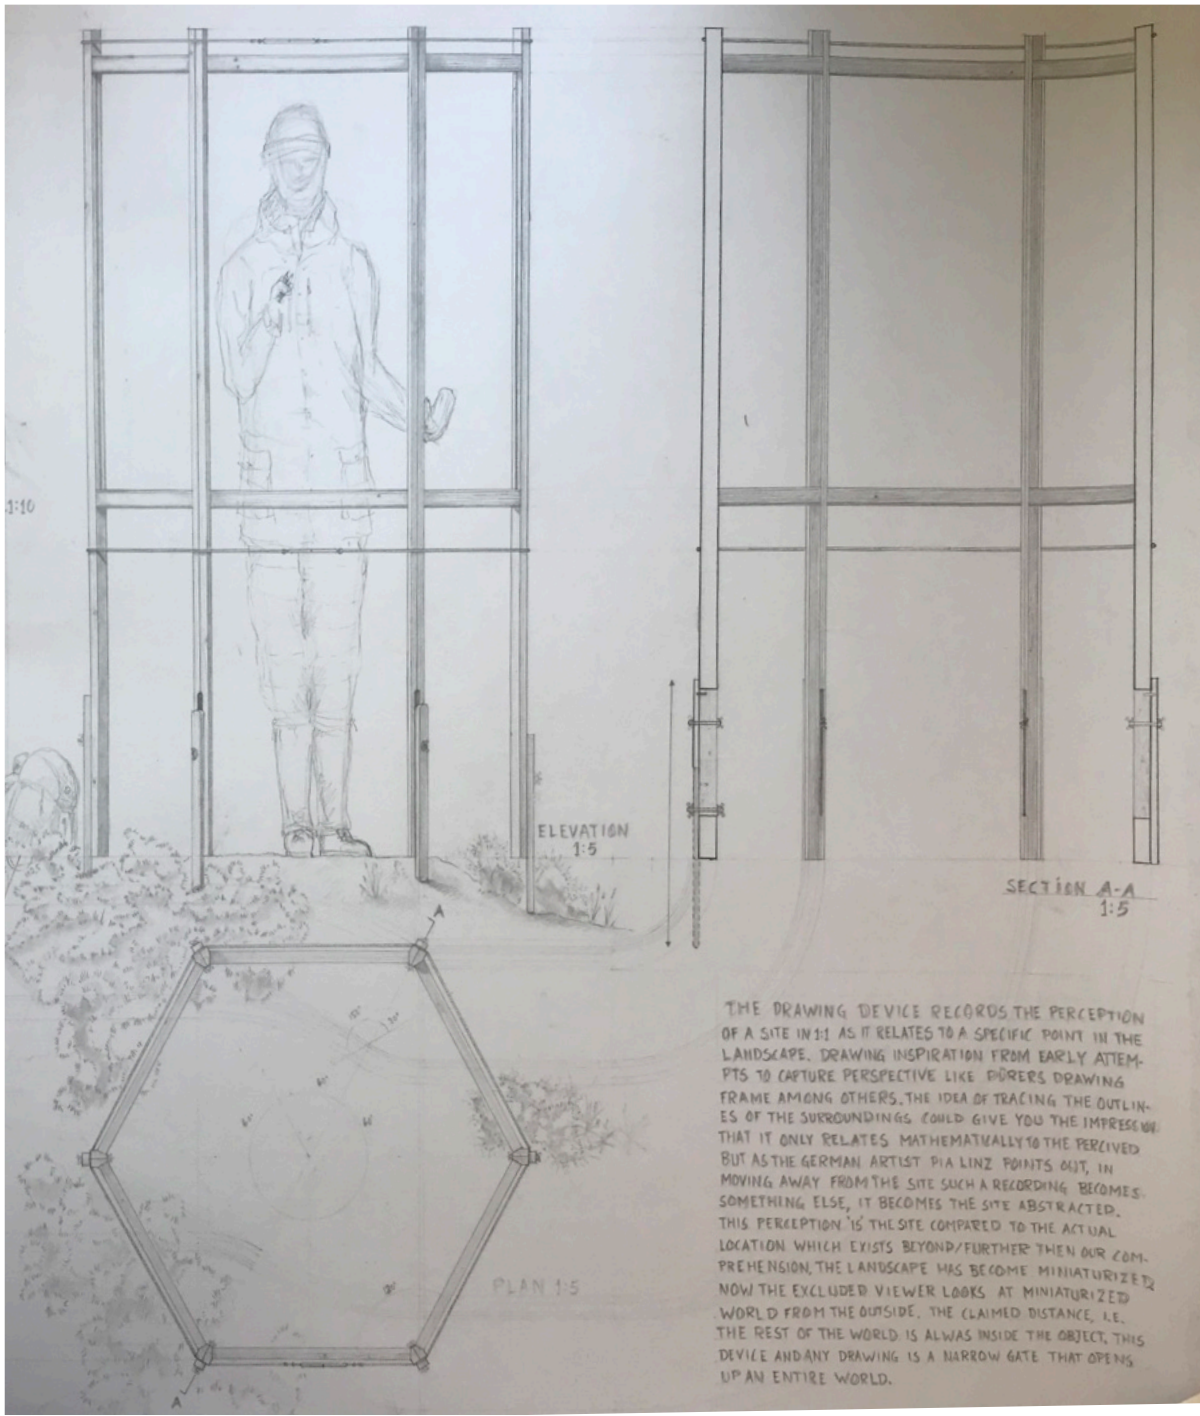 1:10
ELEVATION
1:5
SECTION A-A
1:5
A
THE DRAWING DEVICE RECORDS THE PERCEPTION
OF A SITE IN 1:1 AS IT RELATES TO A SPECIFIC POINT IN THE
LANDSCAPE. DRAWING INSPIRATION FROM EARLY ATTEM-
PTS TO CAPTURE PERSPECTIVE LIKE DÜRERS DRAWING
FRAME AMONG OTHERS. THE IDEA OF TRACING THE OUTLIN-
ES OF THE SURROUNDINGS COULD GIVE YOU THE IMPRESSION
THAT IT ONLY RELATES MATHEMATICALLY TO THE PERCIVED
BUT AS THE GERMAN ARTIST PIA LINZ POINTS OUT, IN
MOVING AWAY FROM THE SITE SUCH A RECORDING BECOMES
SOMETHING ELSE, IT BECOMES THE SITE ABSTRACTED.
THIS PERCEPTION 'IS' THE SITE COMPARED TO THE ACTUAL
LOCATION WHICH EXISTS BEYOND/FURTHER THEN OUR COM-
PREHENSION. THE LANDSCAPE HAS BECOME MINIATURIZED
NOW THE EXCLUDED VIEWER LOOKS AT MINIATURIZED
WORLD FROM THE OUTSIDE. THE CLAIMED DISTANCE, I.E.
THE REST OF THE WORLD IS ALWAS INSIDE THE OBJECT. THIS
DEVICE AND ANY DRAWING IS A NARROW GATE THAT OPENS
UP AN ENTIRE WORLD.
PLAN 1:5
A